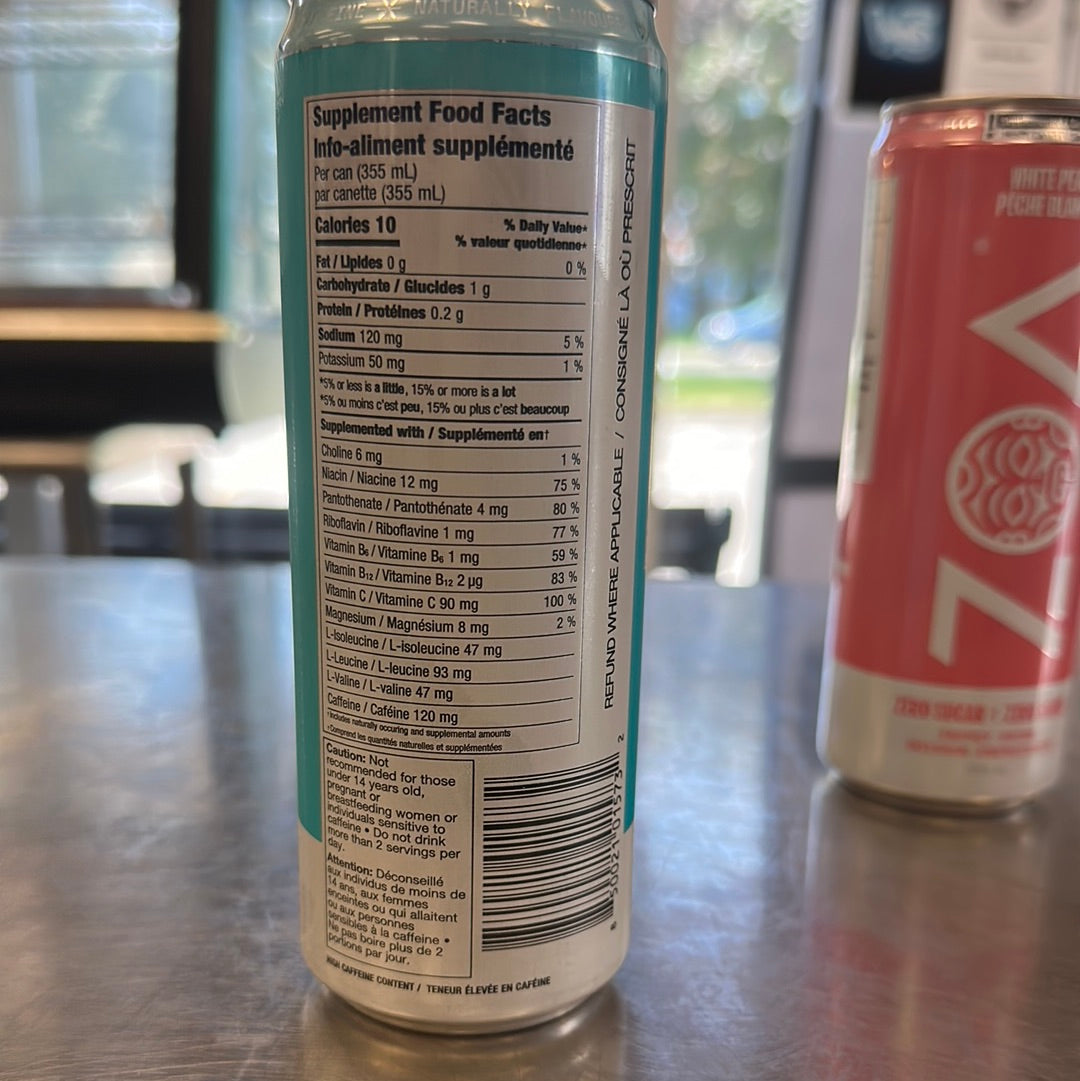 NATURALLY
Supplement Food Facts
Info-aliment supplémenté
Per can (355 mL)
par canette (355 mL)
Calories 10
% Daily Value*
% valeur quotidienne*
Fat / Lipides 0 g 0 %
Carbohydrate / Glucides 1 g
Protein / Protéines 0.2 g
Sodium 120 mg 5 %
Potassium 50 mg 1 %
*5% or less is a little, 15% or more is a lot
*5% ou moins c'est peu, 15% ou plus c'est beaucoup
Supplemented with / Supplémenté en†
Choline 6 mg 1 %
Niacin / Niacine 12 mg 75 %
Pantothenate / Pantothénate 4 mg 80 %
Riboflavin / Riboflavine 1 mg 77 %
Vitamin B6 / Vitamine B6 1 mg 59 %
Vitamin B12 / Vitamine B12 2 µg 83 %
Vitamin C / Vitamine C 90 mg 100 %
Magnesium / Magnésium 8 mg 2 %
L-Isoleucine / L-isoleucine 47 mg
L-Leucine / L-leucine 93 mg
L-Valine / L-valine 47 mg
Caffeine / Caféine 120 mg
†Includes naturally occuring and supplemental amounts
†Comprend les quantités naturelles et supplémentées
Caution: Not
recommended for those
under 14 years old,
pregnant or
breastfeeding women or
individuals sensitive to
caffeine • Do not drink
more than 2 servings per
day.
Attention: Déconseillé
aux individus de moins de
14 ans, aux femmes
enceintes ou qui allaitent
ou aux personnes
sensibles à la caffeine •
Ne pas boire plus de 2
portions par jour.
HIGH CAFFEINE CONTENT / TENEUR ÉLEVÉE EN CAFÉINE
REFUND WHERE APPLICABLE / CONSIGNÉ LÀ OÙ PRESCRIT
WHITE
PÊCHE
ZERO SUGAR